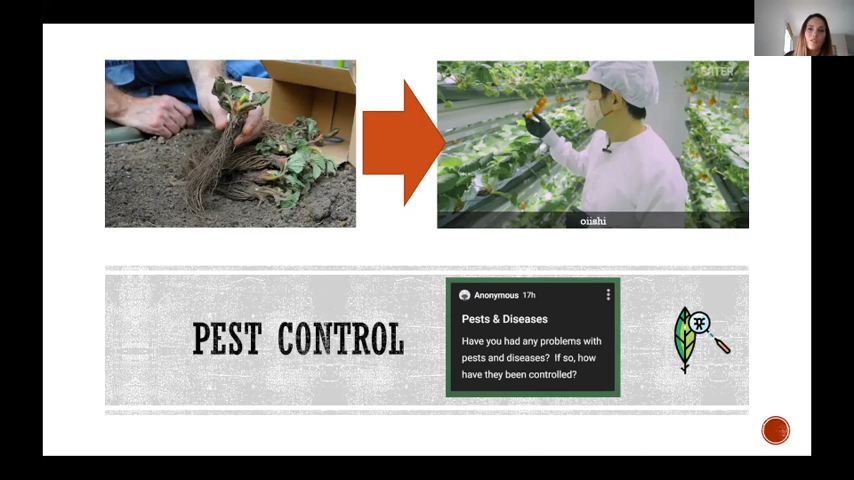 EATER
oiishi
PEST CONTROL
Anonymous 17h
Pests & Diseases
Have you had any problems with
pests and diseases? If so, how
have they been controlled?